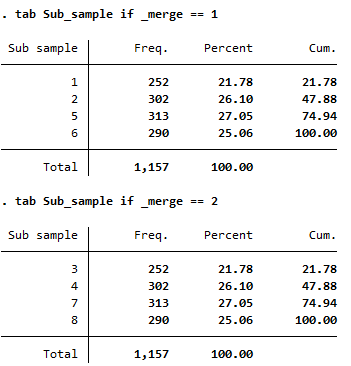 . tab Sub_sample if _merge == 1
Sub sample Freq. Percent Cum.
1 252 21.78 21.78
2 302 26.10 47.88
5 313 27.05 74.94
6 290 25.06 100.00
Total 1,157 100.00
. tab Sub_sample if _merge == 2
Sub sample Freq. Percent Cum.
3 252 21.78 21.78
4 302 26.10 47.88
7 313 27.05 74.94
8 290 25.06 100.00
Total 1,157 100.00